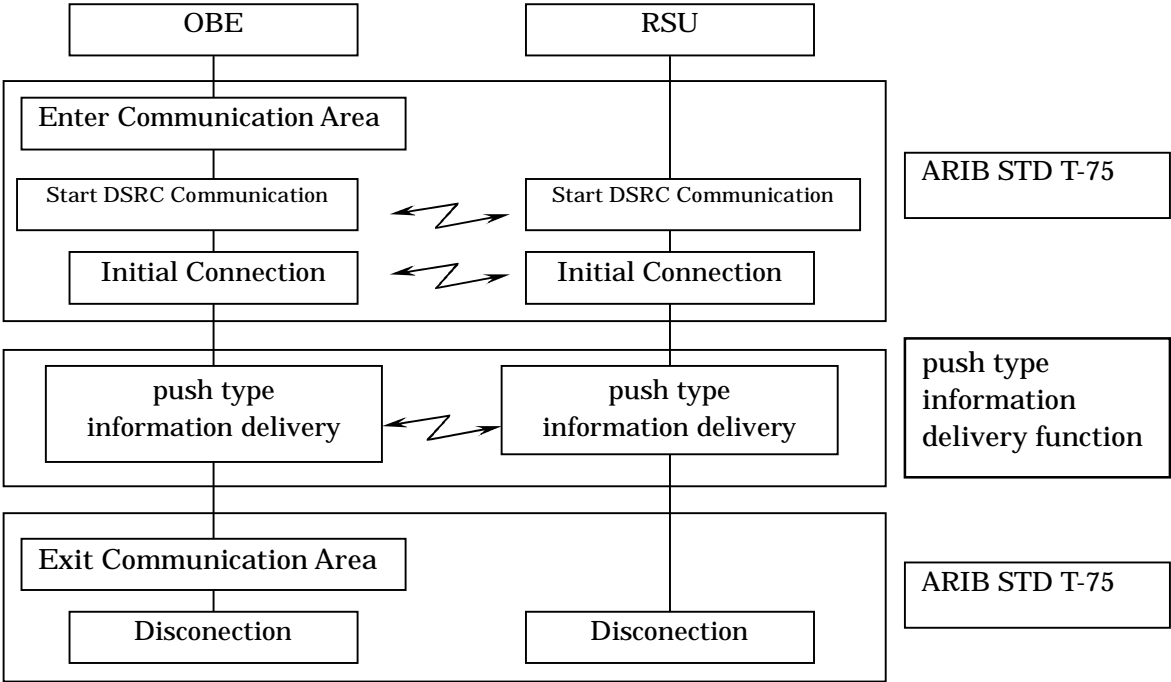 OBE
RSU
Enter Communication Area
ARIB STD T-75
Start DSRC Communication
Start DSRC Communication
Initial Connection
Initial Connection
push type
information delivery
push type
information delivery
push type
information
delivery function
Exit Communication Area
ARIB STD T-75
Disconection
Disconection